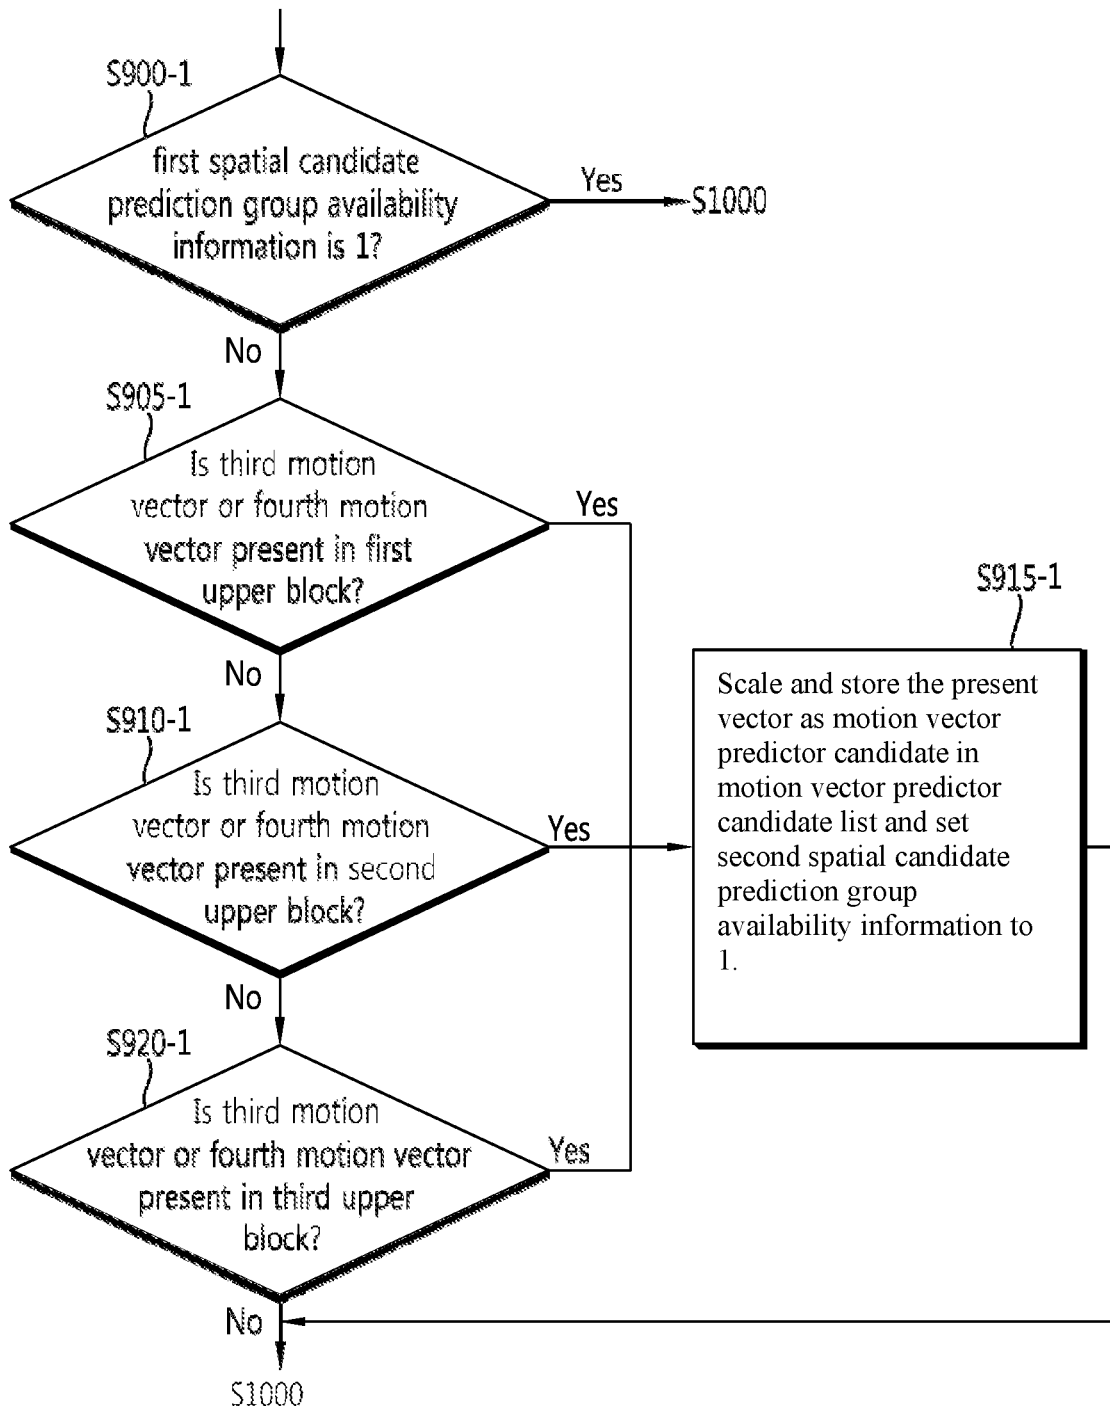 S900-1
first spatial candidate
prediction group availability
information is 1?
Yes
S1000
No
S905-1
Is third motion
vector or fourth motion
vector present in first
upper block?
Yes
No
S910-1
Is third motion
vector or fourth motion
vector present in second
upper block?
Yes
S915-1
Scale and store the present
vector as motion vector
predictor candidate in
motion vector predictor
candidate list and set
second spatial candidate
prediction group
availability information to
1.
No
S920-1
Is third motion
vector or fourth motion vector
present in third upper
block?
Yes
No
S1000